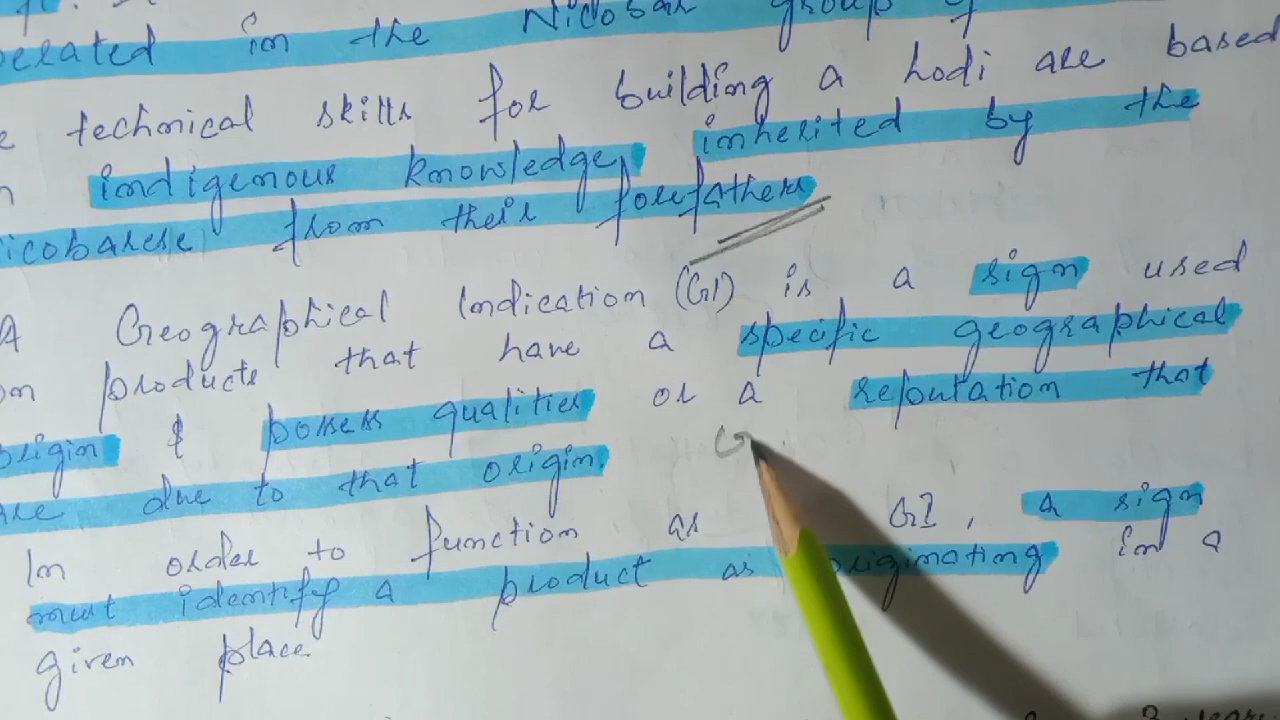 in the Nicobar group of
technical skills for building a hodi are based
indigenous knowledge, inherited by the
from their forefathers
A Geographical Indication (GI) is a sign used
products that have a specific geographical
origin & possess qualities or a reputation that
are due to that origin.
In order to function as GI, a sign
must identify a product as originating in a
given place